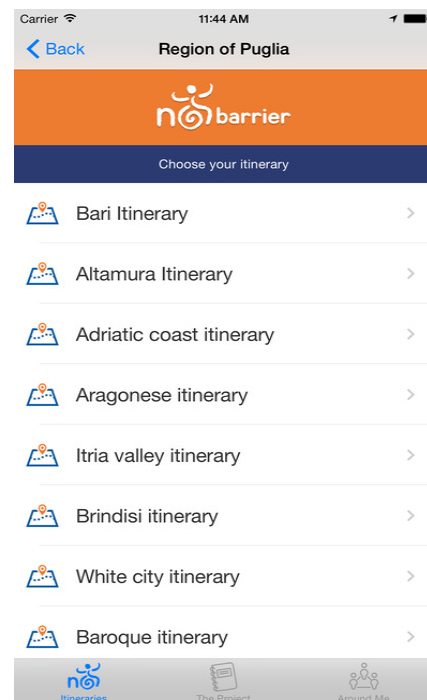 Carrier 11:44 AM
Back Region of Puglia
no barrier
Choose your itinerary
Bari Itinerary
Altamura Itinerary
Adriatic coast itinerary
Aragonese itinerary
Itria valley itinerary
Brindisi itinerary
White city itinerary
Baroque itinerary
no
Itineraries The Project Around Me